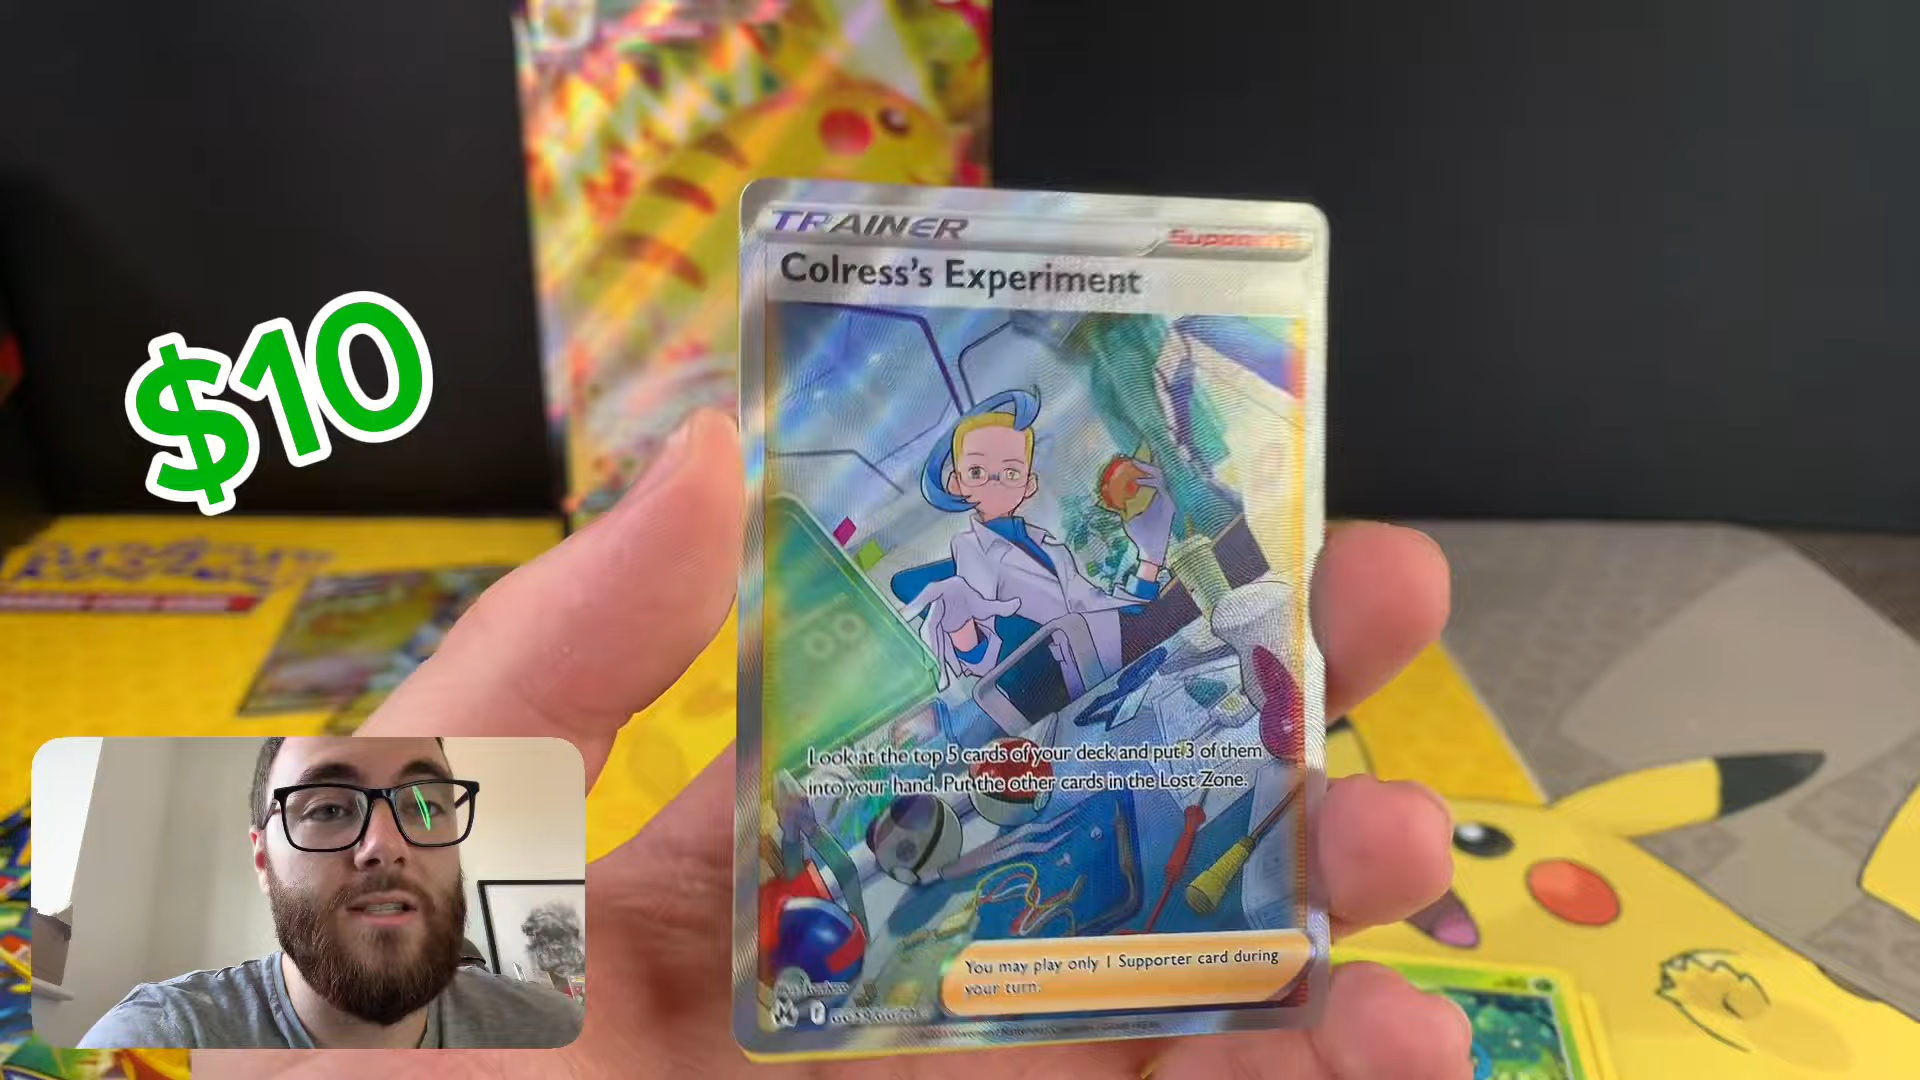 $10
TRAINER
Supporter
Colress's Experiment
Look at the top 5 cards of your deck and put 3 of them
into your hand. Put the other cards in the Lost Zone.
You may play only 1 Supporter card during
your turn.